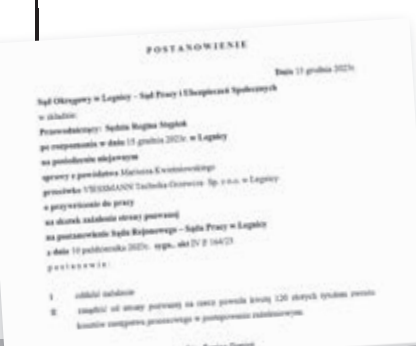 POSTANOWIENIE
Dnia 15 grudnia 2023r.
Sąd Okręgowy w Legnicy – Sąd Pracy i Ubezpieczeń Społecznych
w składzie:
Przewodniczący: Sędzia Regina Stępień
po rozpoznaniu w dniu 15 grudnia 2023r. w Legnicy
na posiedzeniu niejawnym
sprawy z powództwa Mariusza
przeciwko VIESSMANN Technika Grzewcza Sp. z o.o. w Legnicy
o przywrócenie do pracy
na skutek zażalenia strony pozwanej
na postanowienie Sądu Rejonowego – Sądu Pracy w Legnicy
z dnia 10 października 2023r. sygn. akt IV P 164/23
postanawia:
I oddalić zażalenie
II zasądzić od strony pozwanej na rzecz powoda kwotę 120 złotych tytułem zwrotu
kosztów zastępstwa procesowego w postępowaniu zażaleniowym.